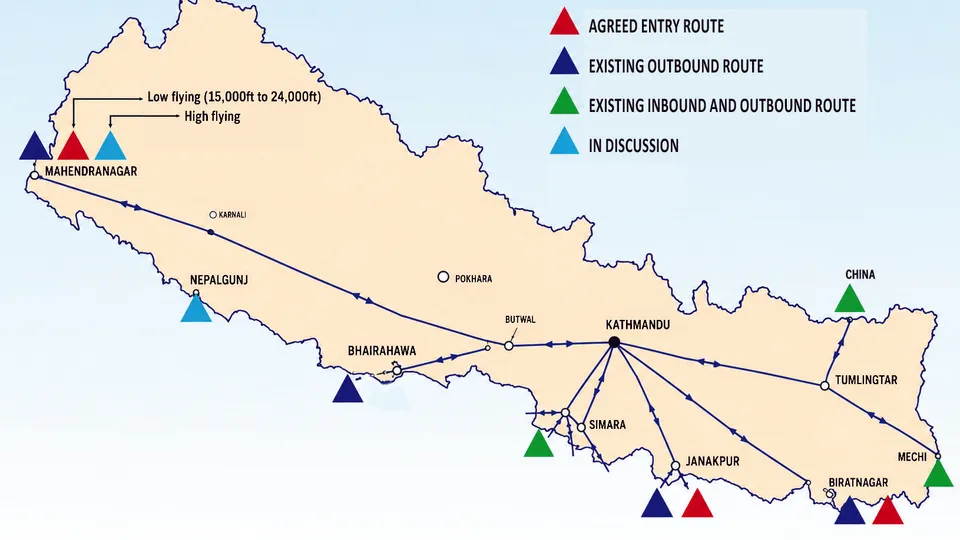 AGREED ENTRY ROUTE
EXISTING OUTBOUND ROUTE
EXISTING INBOUND AND OUTBOUND ROUTE
IN DISCUSSION
Low flying (15,000ft to 24,000ft)
High flying
MAHENDRANAGAR
KARNALI
NEPALGUNJ
POKHARA
CHINA
BUTWAL
KATHMANDU
BHAIRAHAWA
TUMLINGTAR
SIMARA
JANAKPUR
MECHI
BIRATNAGAR